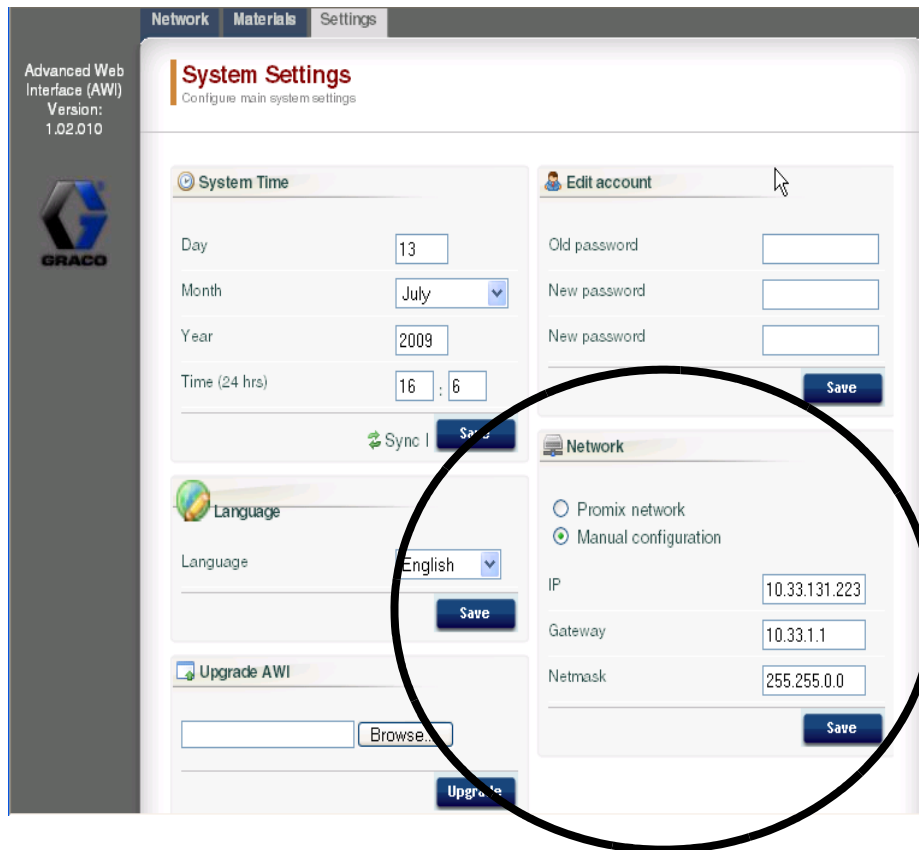 Network Materials Settings
Advanced Web
Interface (AWI)
Version:
1.02.010
GRACO
System Settings
Configure main system settings
System Time
Day 13
Month July
Year 2009
Time (24 hrs) 16 : 6
Sync | Save
Language
Language English
Save
Upgrade AWI
Browse...
Upgrade
Edit account
Old password
New password
New password
Save
Network
Promix network
Manual configuration
IP 10.33.131.223
Gateway 10.33.1.1
Netmask 255.255.0.0
Save